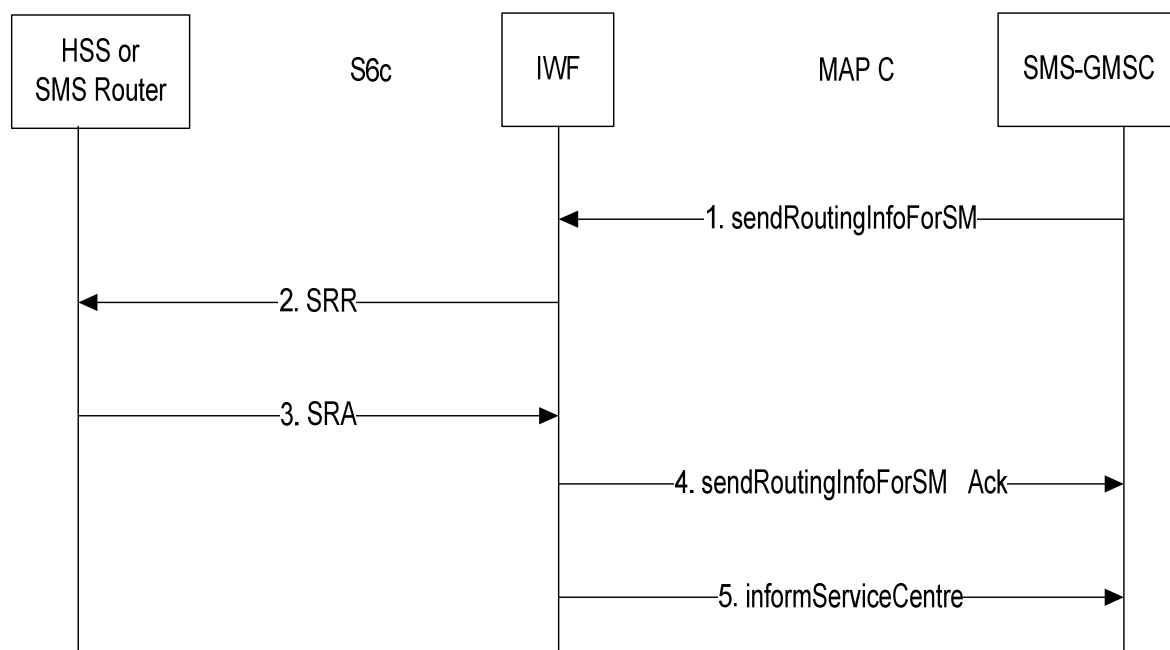 HSS or
SMS Router
S6c
IWF
MAP C
SMS-GMSC
1. sendRoutingInfoForSM
2. SRR
3. SRA
4. sendRoutingInfoForSM Ack
5. informServiceCentre